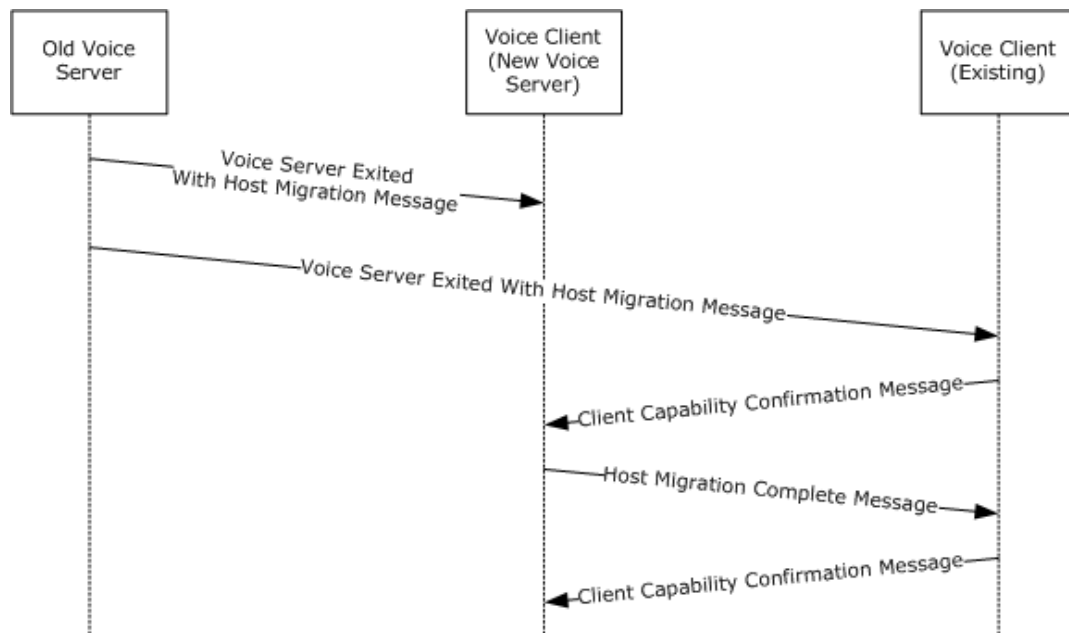 Old Voice
Server
Voice Client
(New Voice
Server)
Voice Client
(Existing)
Voice Server Exited
With Host Migration Message
Voice Server Exited With Host Migration Message
Client Capability Confirmation Message
Host Migration Complete Message
Client Capability Confirmation Message